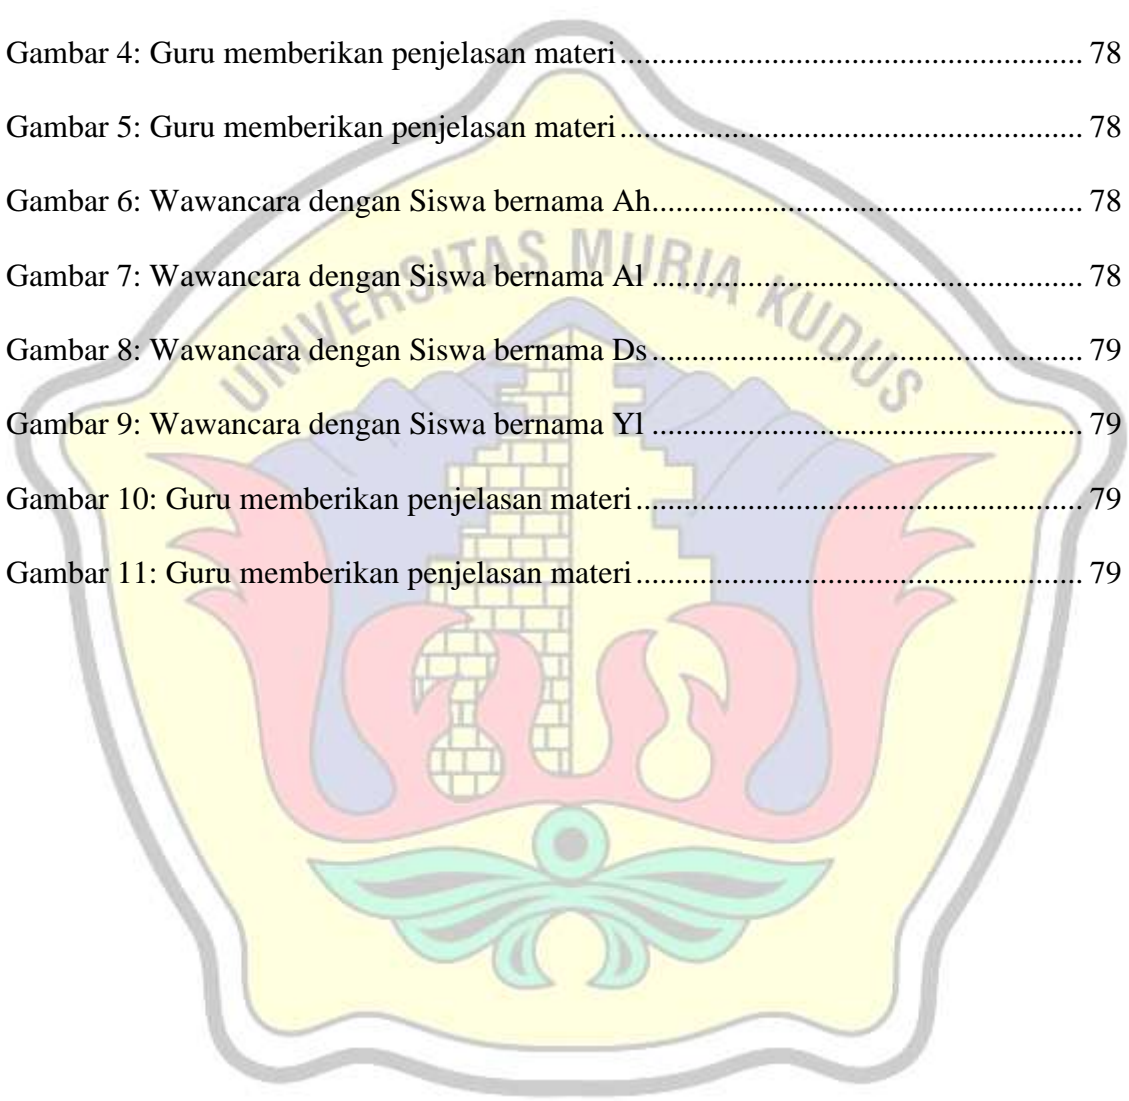 Gambar 4: Guru memberikan penjelasan materi.......................................................... 78
Gambar 5: Guru memberikan penjelasan materi.......................................................... 78
Gambar 6: Wawancara dengan Siswa bernama Ah...................................................... 78
Gambar 7: Wawancara dengan Siswa bernama Al ...................................................... 78
Gambar 8: Wawancara dengan Siswa bernama Ds ...................................................... 79
Gambar 9: Wawancara dengan Siswa bernama Yl ...................................................... 79
Gambar 10: Guru memberikan penjelasan materi........................................................ 79
Gambar 11: Guru memberikan penjelasan materi........................................................ 79
UNIVERSITAS MURIA KUDUS